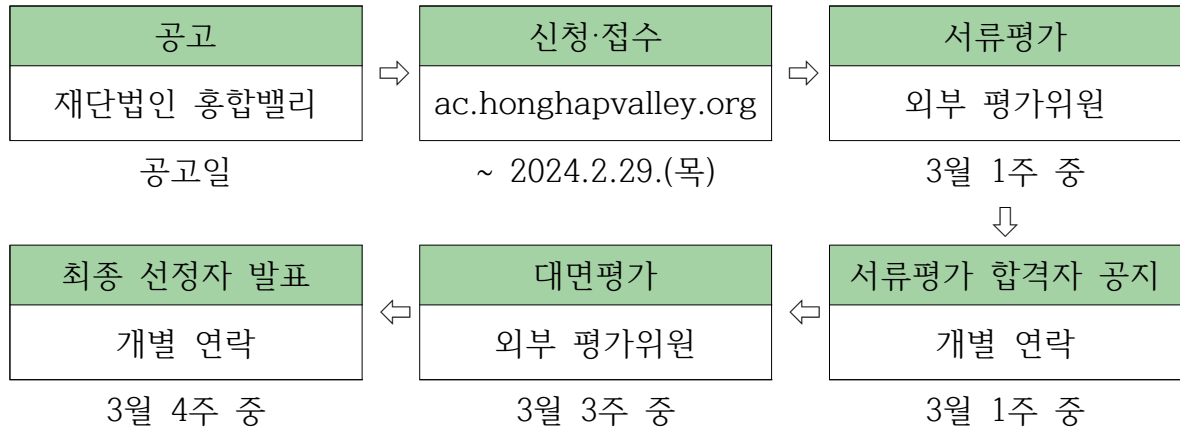 공고
재단법인 홍합밸리
공고일
⇨
신청·접수
ac.honghapvalley.org
~ 2024.2.29.(목)
⇨
서류평가
외부 평가위원
3월 1주 중
⇩
서류평가 합격자 공지
개별 연락
3월 1주 중
⇦
대면평가
외부 평가위원
3월 3주 중
⇦
최종 선정자 발표
개별 연락
3월 4주 중